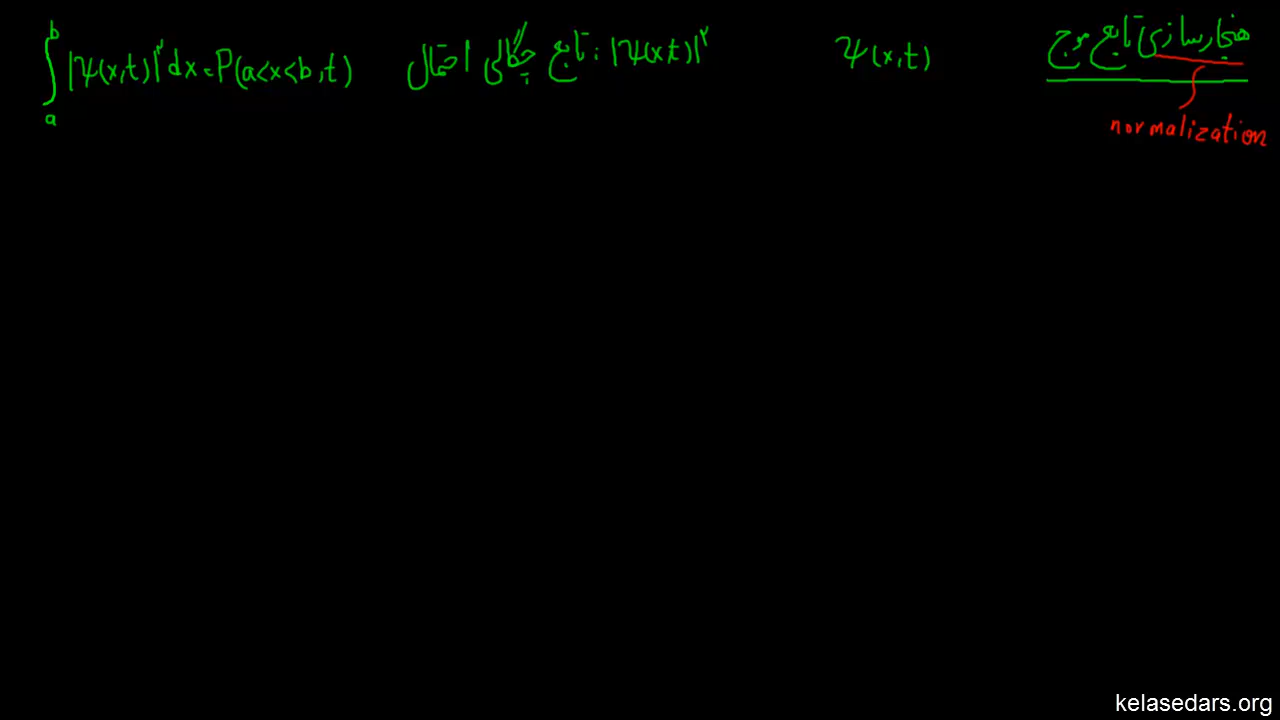 هنجارسازی تابع موج
normalization
Ψ(x,t)
|Ψ(x,t)|² : تابع چگالی احتمال
∫ₐᵇ |Ψ(x,t)|² dx = P(a<x<b, t)
kelasedars.org